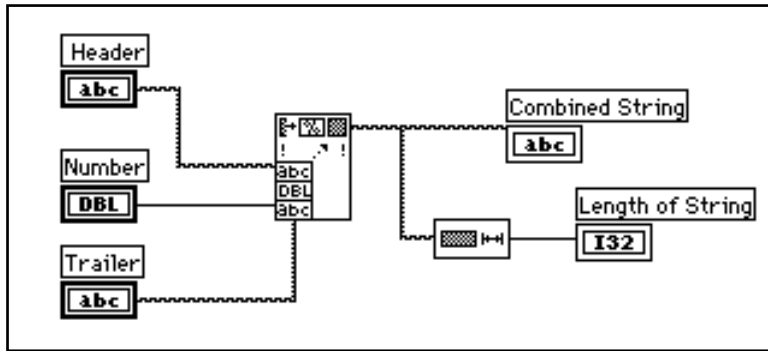 Header
abc
Number
DBL
Trailer
abc
% !
! abc
DBL
abc
Combined String
abc
Length of String
I32